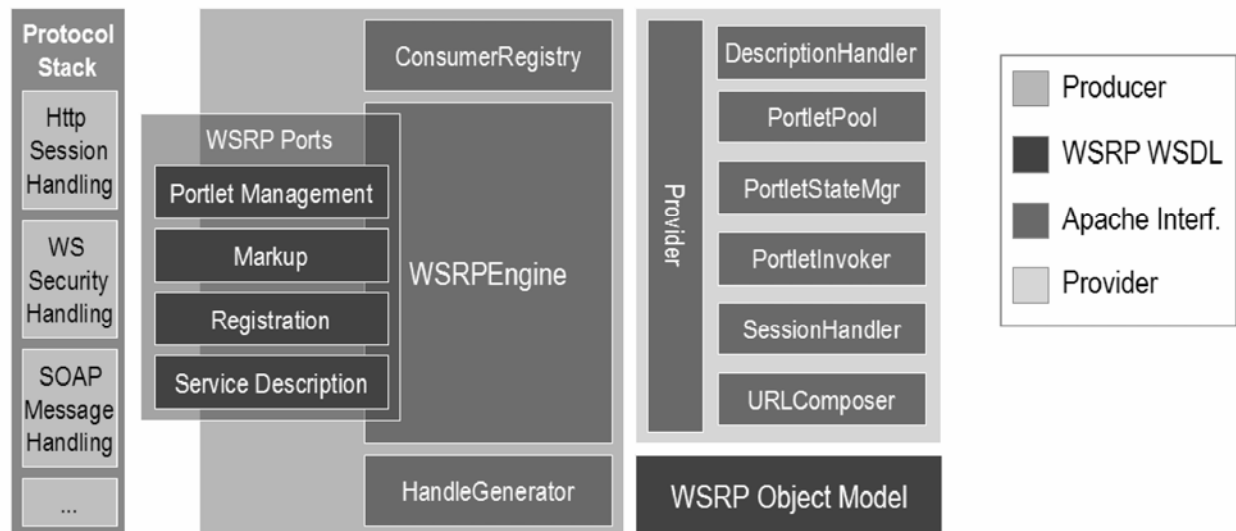 Protocol
Stack
Http
Session
Handling
WS
Security
Handling
SOAP
Message
Handling
...
WSRP Ports
Portlet Management
Markup
Registration
Service Description
ConsumerRegistry
WSRPEngine
HandleGenerator
Provider
DescriptionHandler
PortletPool
PortletStateMgr
PortletInvoker
SessionHandler
URLComposer
WSRP Object Model
Producer
WSRP WSDL
Apache Interf.
Provider